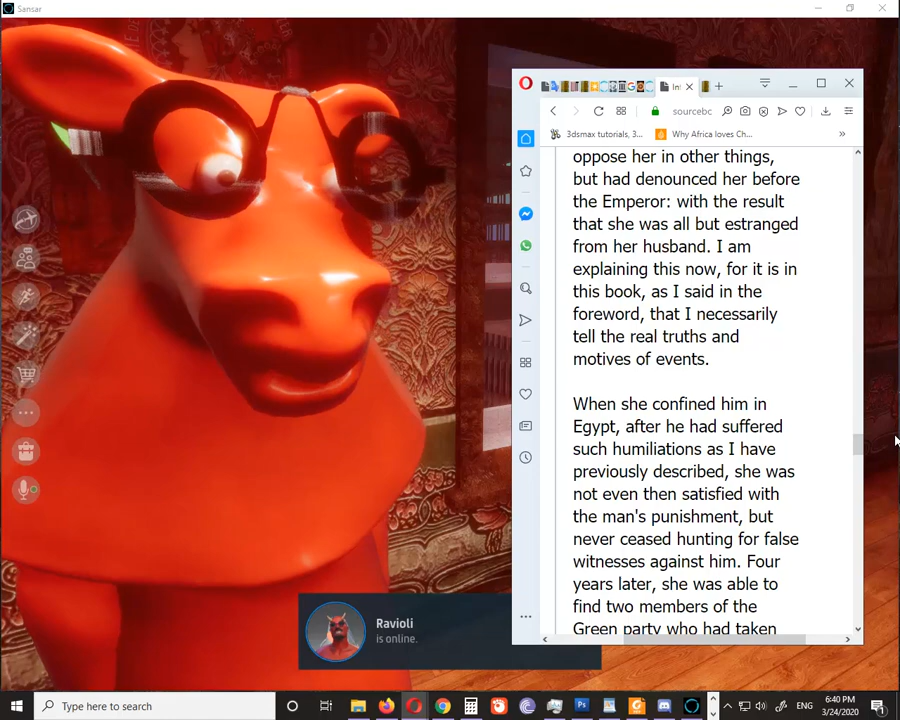 Sansar
Int
sourcebc
3dsmax tutorials, 3...
Why Africa loves Ch...
oppose her in other things,
but had denounced her before
the Emperor: with the result
that she was all but estranged
from her husband. I am
explaining this now, for it is in
this book, as I said in the
foreword, that I necessarily
tell the real truths and
motives of events.
When she confined him in
Egypt, after he had suffered
such humiliations as I have
previously described, she was
not even then satisfied with
the man's punishment, but
never ceased hunting for false
witnesses against him. Four
years later, she was able to
find two members of the
Green party who had taken
Ravioli
is online.
Type here to search
ENG
6:40 PM
3/24/2020
1